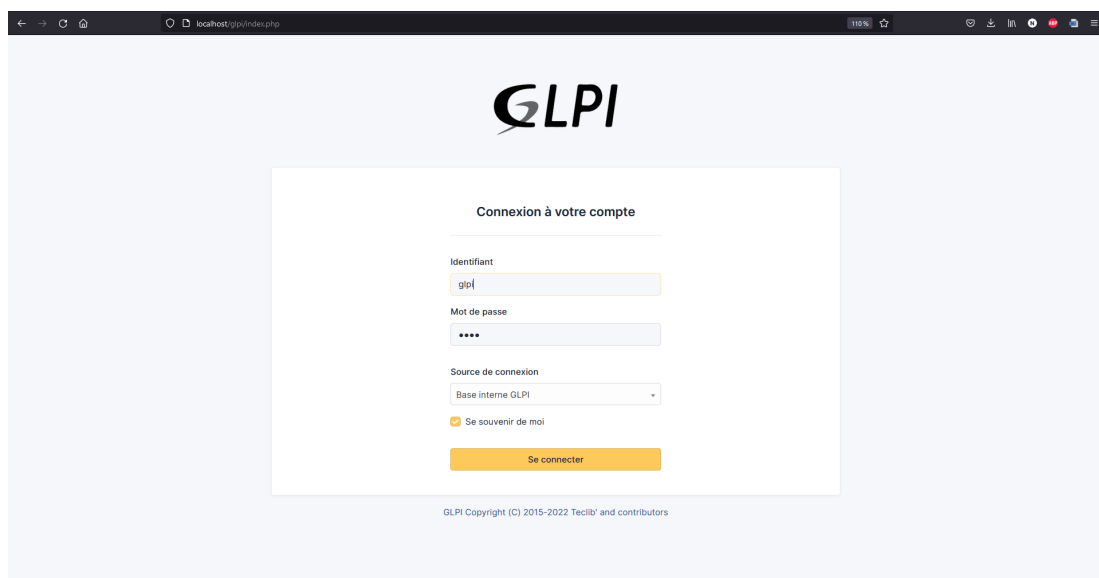 localhost/glpi/index.php
110 %
GLPI
Connexion à votre compte
Identifiant
glpi
Mot de passe
••••
Source de connexion
Base interne GLPI
Se souvenir de moi
Se connecter
GLPI Copyright (C) 2015-2022 Teclib' and contributors